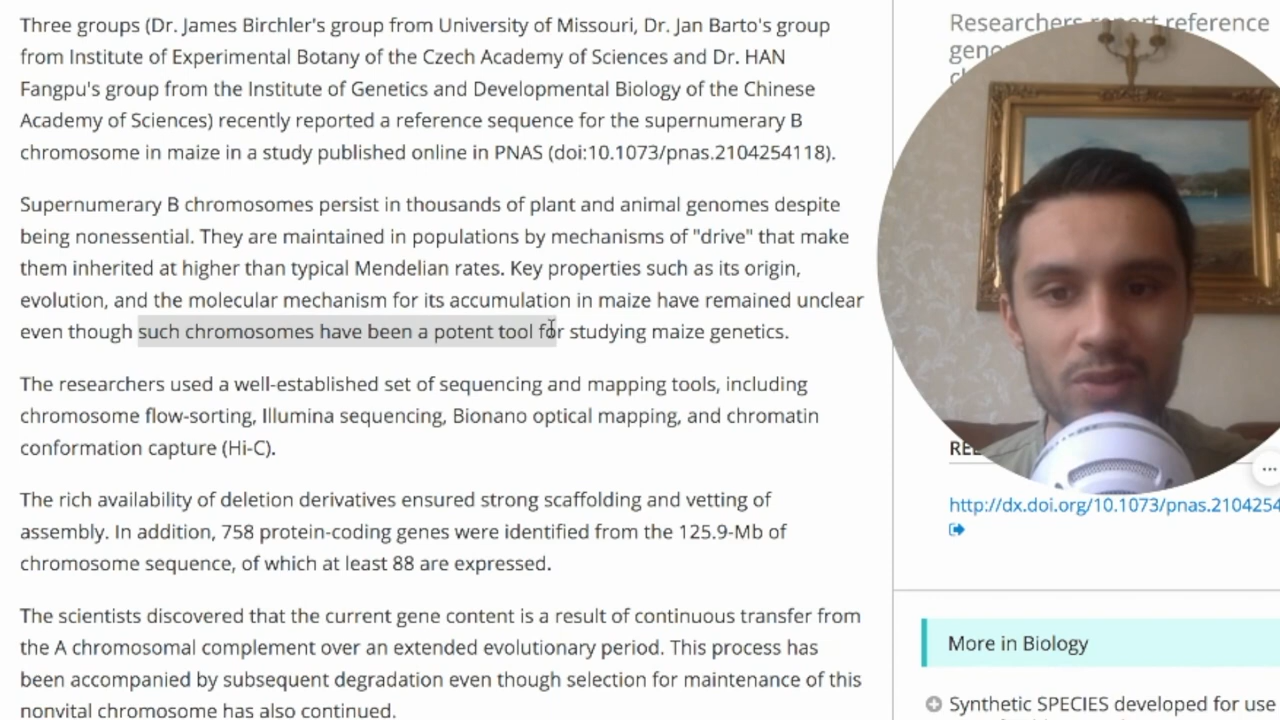 Three groups (Dr. James Birchler's group from University of Missouri, Dr. Jan Barto's group
from Institute of Experimental Botany of the Czech Academy of Sciences and Dr. HAN
Fangpu's group from the Institute of Genetics and Developmental Biology of the Chinese
Academy of Sciences) recently reported a reference sequence for the supernumerary B
chromosome in maize in a study published online in PNAS (doi:10.1073/pnas.2104254118).
Supernumerary B chromosomes persist in thousands of plant and animal genomes despite
being nonessential. They are maintained in populations by mechanisms of "drive" that make
them inherited at higher than typical Mendelian rates. Key properties such as its origin,
evolution, and the molecular mechanism for its accumulation in maize have remained unclear
even though such chromosomes have been a potent tool for studying maize genetics.
The researchers used a well-established set of sequencing and mapping tools, including
chromosome flow-sorting, Illumina sequencing, Bionano optical mapping, and chromatin
conformation capture (Hi-C).
The rich availability of deletion derivatives ensured strong scaffolding and vetting of
assembly. In addition, 758 protein-coding genes were identified from the 125.9-Mb of
chromosome sequence, of which at least 88 are expressed.
The scientists discovered that the current gene content is a result of continuous transfer from
the A chromosomal complement over an extended evolutionary period. This process has
been accompanied by subsequent degradation even though selection for maintenance of this
nonvital chromosome has also continued.
Researchers report reference
http://dx.doi.org/10.1073/pnas.2104254
More in Biology
Synthetic SPECIES developed for use